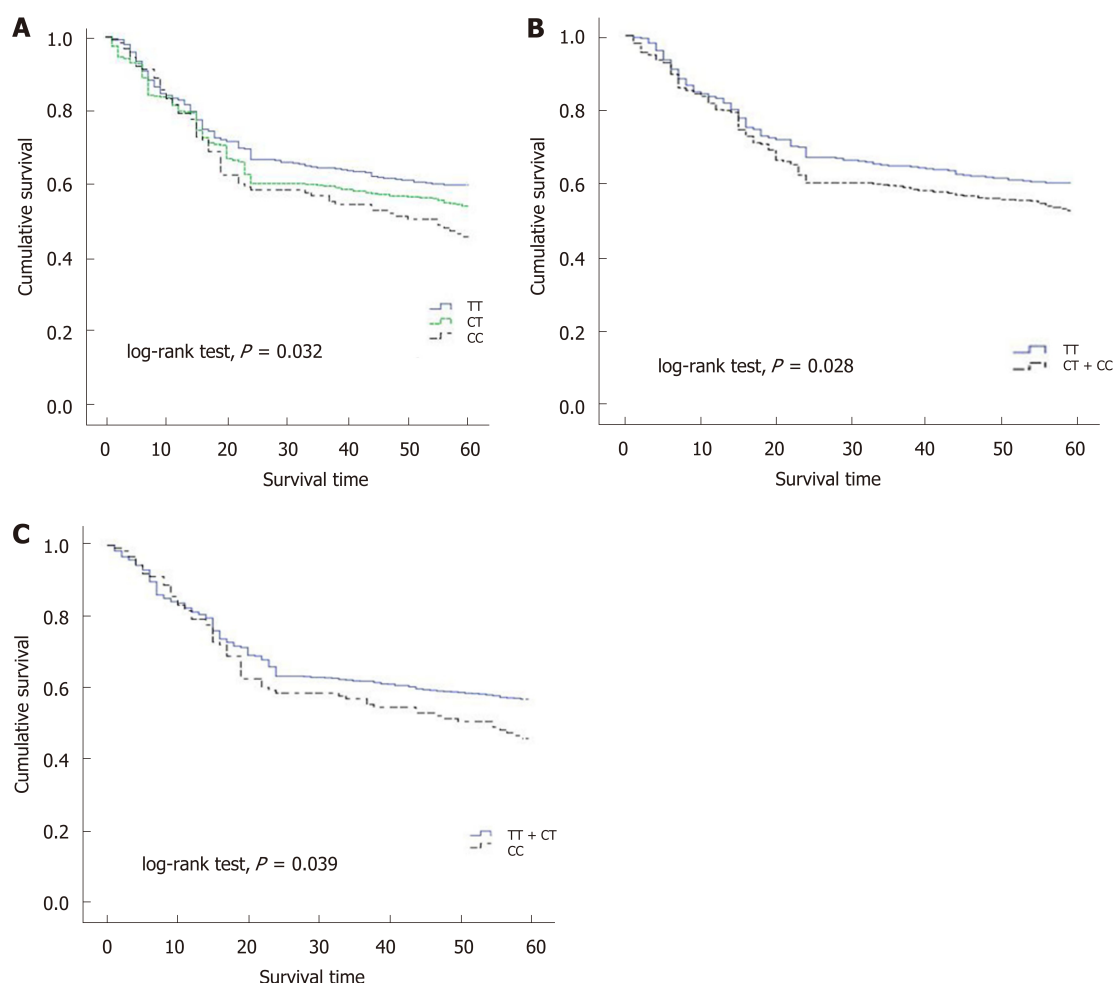 A
Cumulative survival
1.0
0.8
0.6
0.4
0.2
0.0
TT
CT
CC
log-rank test, P = 0.032
0 10 20 30 40 50 60
Survival time
B
Cumulative survival
1.0
0.8
0.6
0.4
0.2
0.0
TT
CT + CC
log-rank test, P = 0.028
0 10 20 30 40 50 60
Survival time
C
Cumulative survival
1.0
0.8
0.6
0.4
0.2
0.0
TT + CT
CC
log-rank test, P = 0.039
0 10 20 30 40 50 60
Survival time